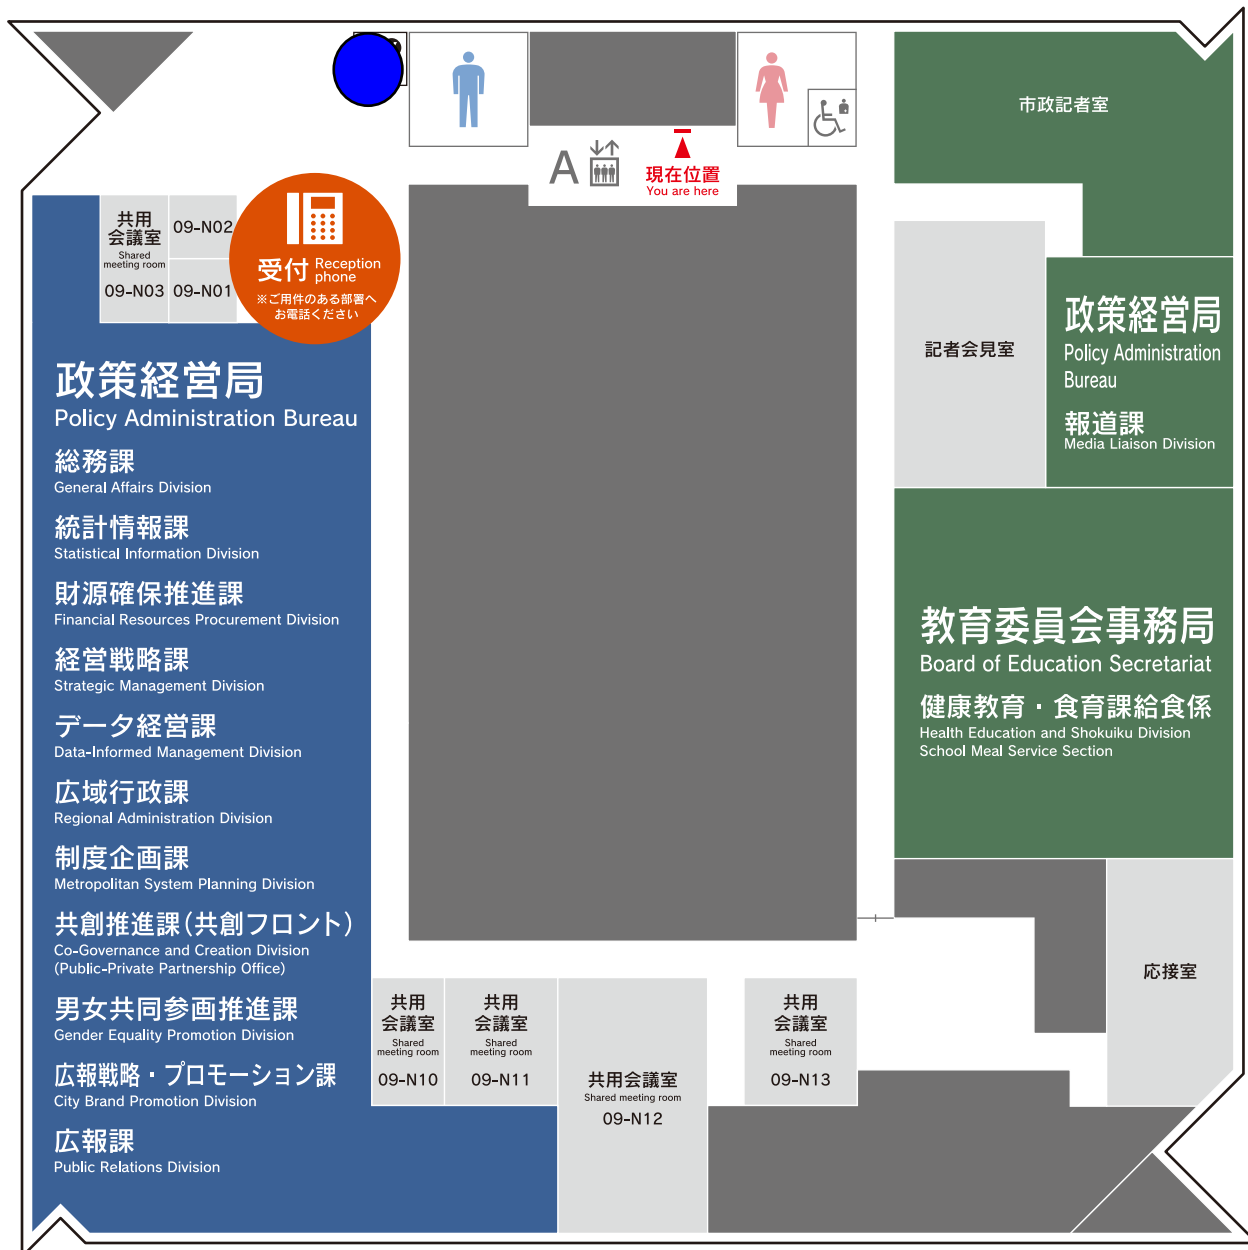 市政記者室
A
現在位置
You are here
共用
会議室
Shared
meeting room
09-N03
09-N02
09-N01
受付 Reception
phone
※ご用件のある部署へ
お電話ください
政策経営局
Policy Administration Bureau
総務課
General Affairs Division
統計情報課
Statistical Information Division
財源確保推進課
Financial Resources Procurement Division
経営戦略課
Strategic Management Division
データ経営課
Data-Informed Management Division
広域行政課
Regional Administration Division
制度企画課
Metropolitan System Planning Division
共創推進課(共創フロント)
Co-Governance and Creation Division
(Public-Private Partnership Office)
男女共同参画推進課
Gender Equality Promotion Division
広報戦略・プロモーション課
City Brand Promotion Division
広報課
Public Relations Division
記者会見室
政策経営局
Policy Administration
Bureau
報道課
Media Liaison Division
教育委員会事務局
Board of Education Secretariat
健康教育・食育課給食係
Health Education and Shokuiku Division
School Meal Service Section
応接室
共用
会議室
Shared
meeting room
09-N10
共用
会議室
Shared
meeting room
09-N11
共用会議室
Shared meeting room
09-N12
共用
会議室
Shared
meeting room
09-N13